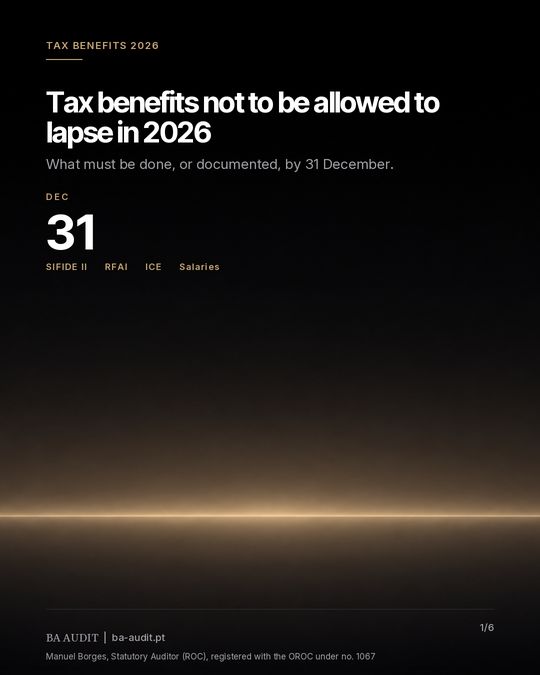 TAX BENEFITS 2026
Tax benefits not to be allowed to
lapse in 2026
What must be done, or documented, by 31 December.
DEC
31
SIFIDE II RFAI ICE Salaries
1/6
BA AUDIT | ba-audit.pt
Manuel Borges, Statutory Auditor (ROC), registered with the OROC under no. 1067